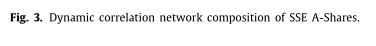 Fig. 3. Dynamic correlation network composition of SSE A-Shares.